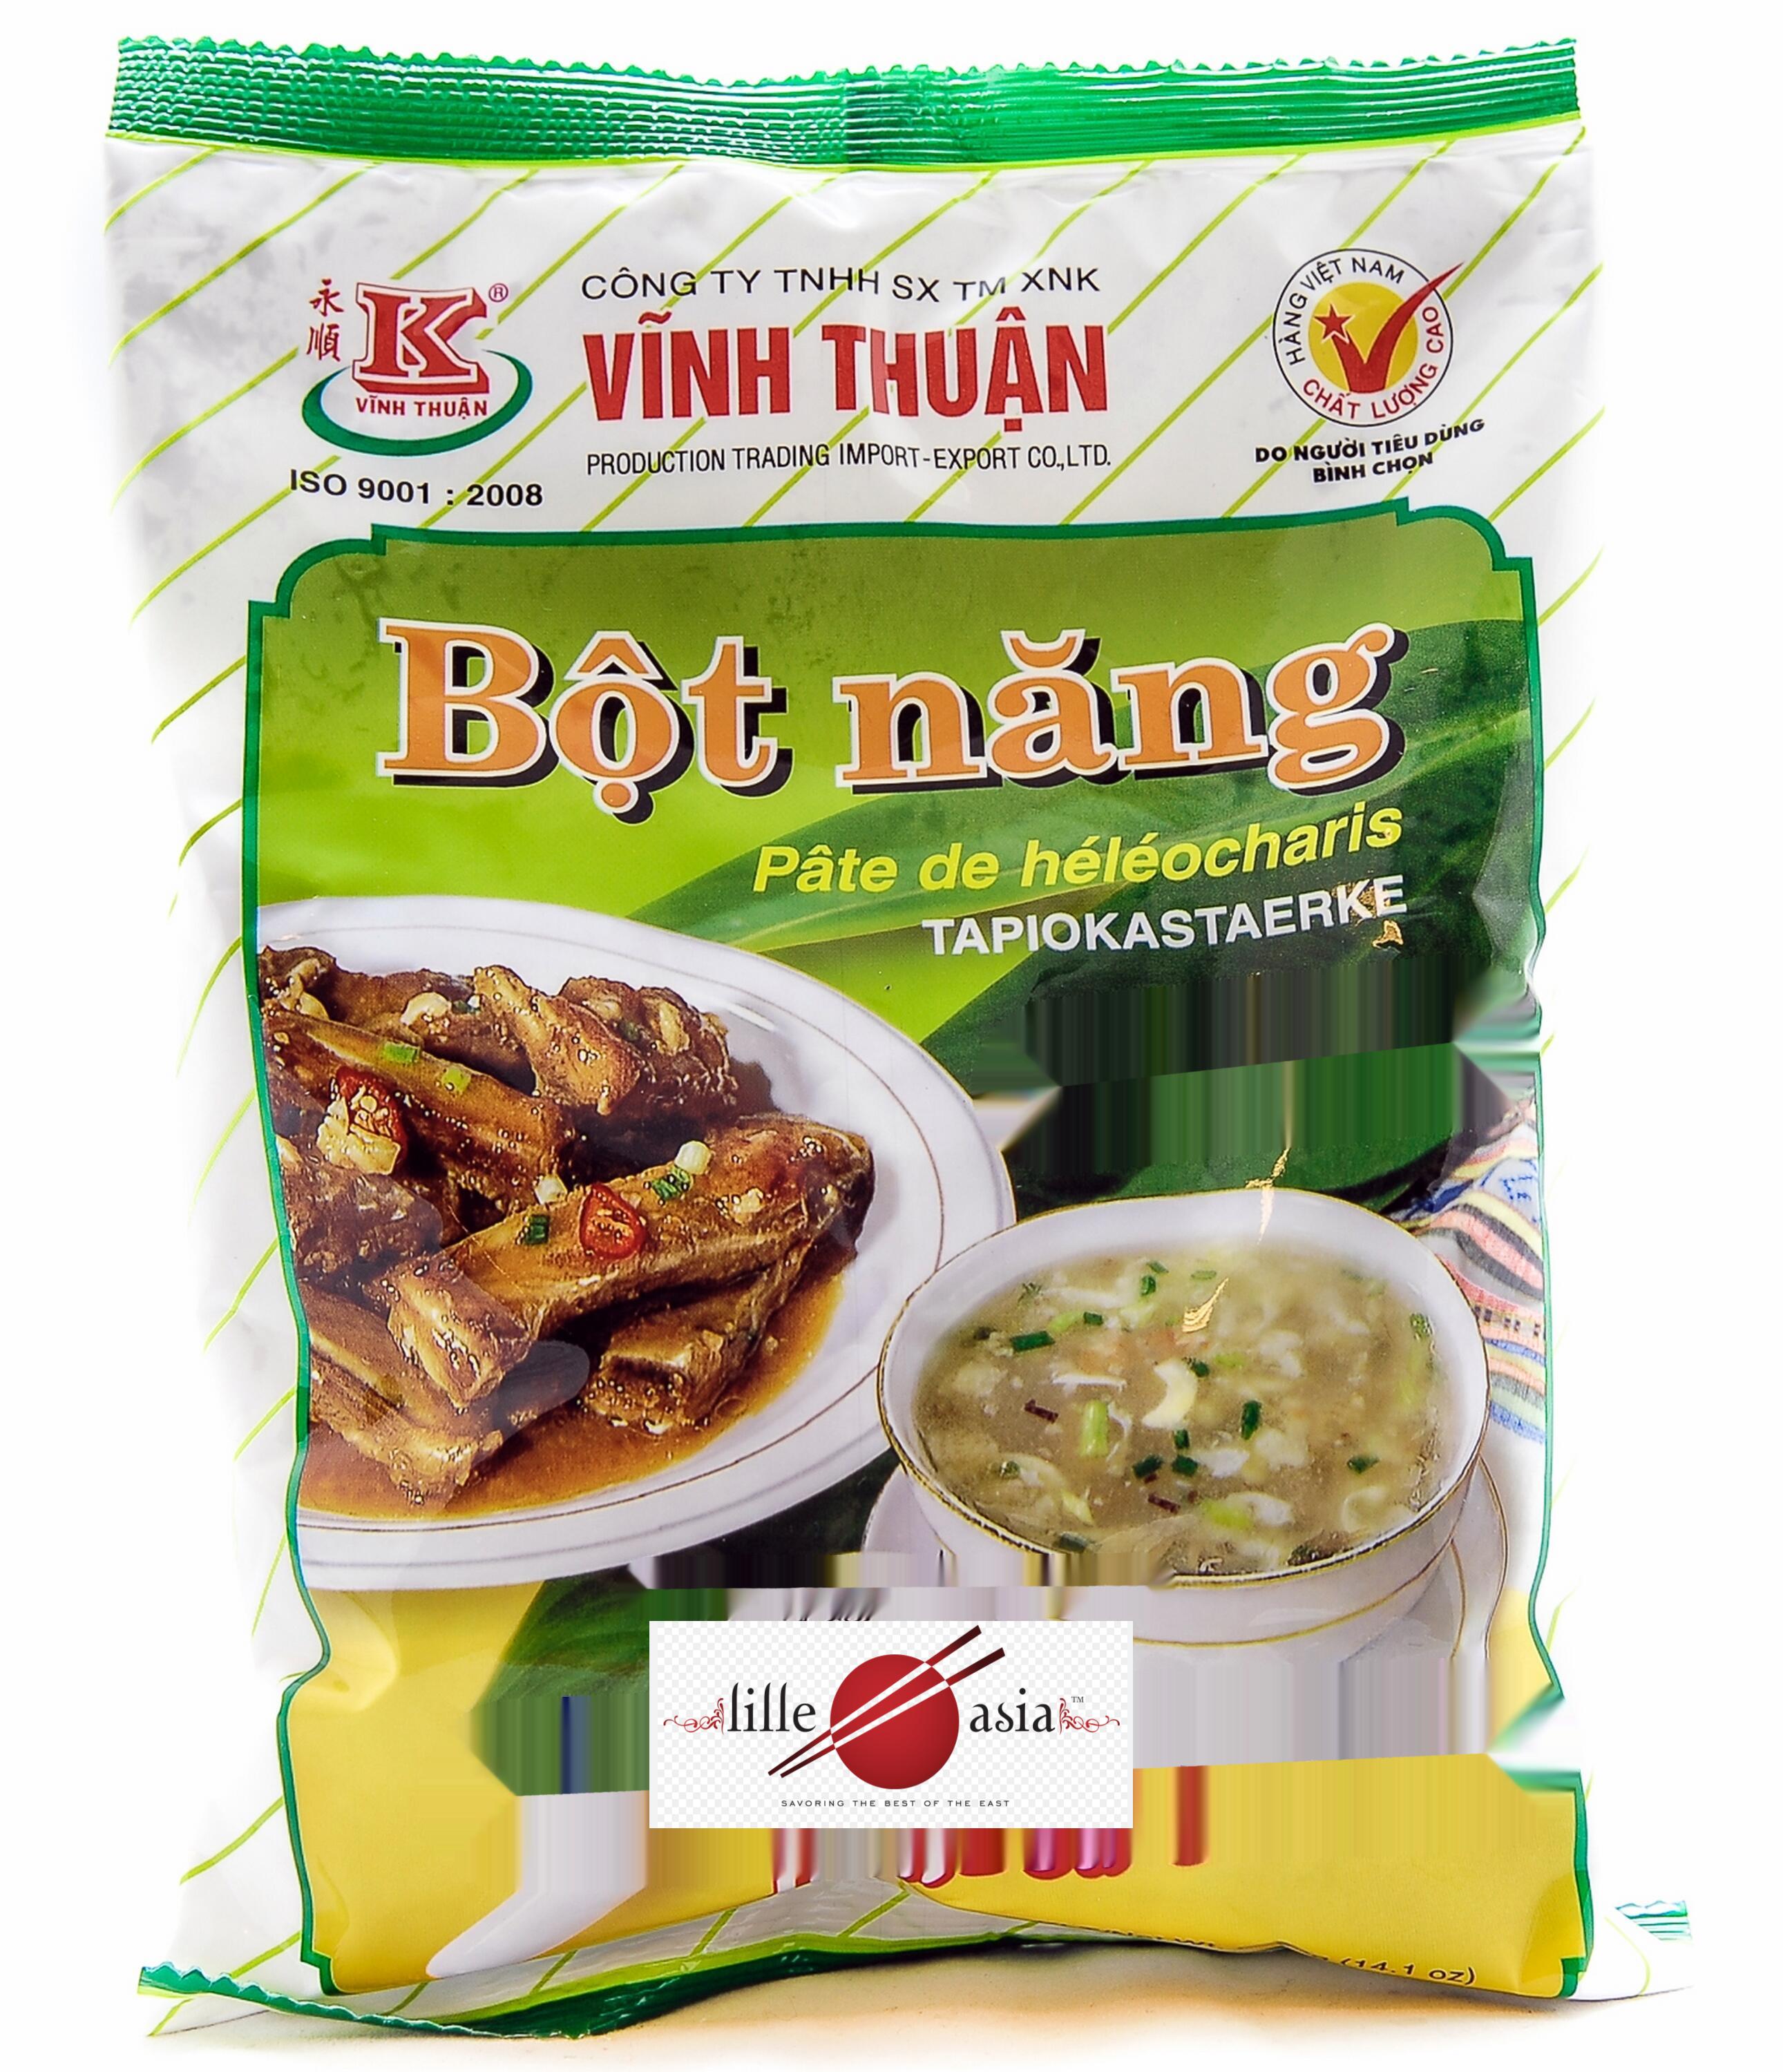 永順
K®
VĨNH THUẬN
ISO 9001 : 2008
CÔNG TY TNHH SX TM XNK
VĨNH THUẬN
PRODUCTION TRADING IMPORT-EXPORT CO.,LTD.
HÀNG VIỆT NAM
CHẤT LƯỢNG CAO
DO NGƯỜI TIÊU DÙNG
BÌNH CHỌN
Bột năng
Pâte de héléocharis
TAPIOKASTAERKE
lille asia™
SAVORING THE BEST OF THE EAST
(14.1 oz)